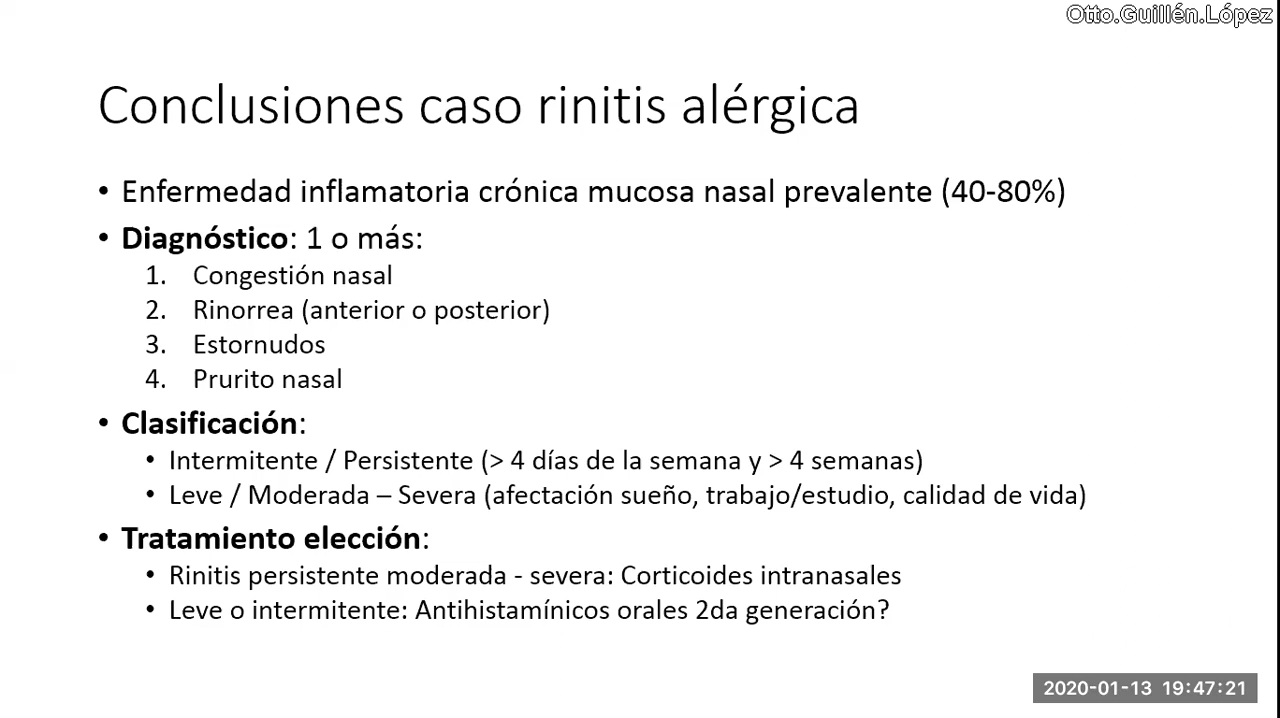 Otto.Guillén.López
Conclusiones caso rinitis alérgica
• Enfermedad inflamatoria crónica mucosa nasal prevalente (40-80%)
• Diagnóstico: 1 o más:
1. Congestión nasal
2. Rinorrea (anterior o posterior)
3. Estornudos
4. Prurito nasal
• Clasificación:
• Intermitente / Persistente (> 4 días de la semana y > 4 semanas)
• Leve / Moderada – Severa (afectación sueño, trabajo/estudio, calidad de vida)
• Tratamiento elección:
• Rinitis persistente moderada - severa: Corticoides intranasales
• Leve o intermitente: Antihistamínicos orales 2da generación?
2020-01-13 19:47:21